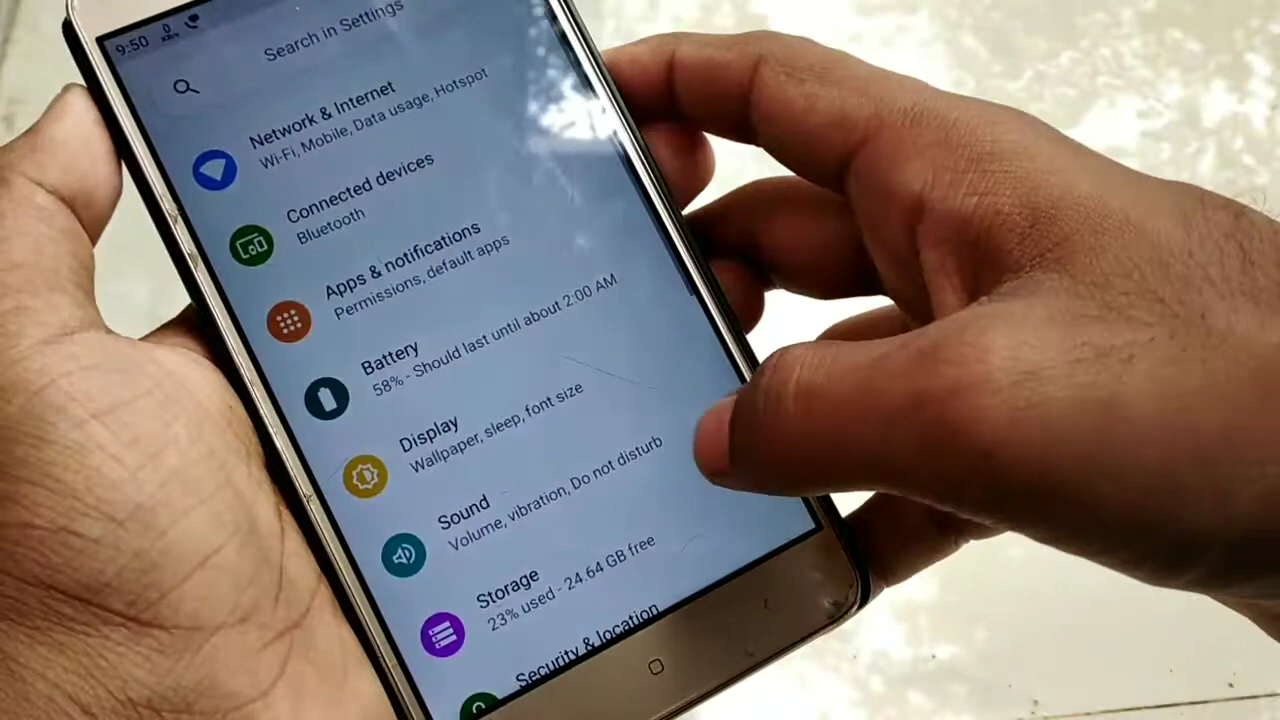 9:50
0
KB/s
Search in Settings
Network & Internet
Wi-Fi, Mobile, Data usage, Hotspot
Connected devices
Bluetooth
Apps & notifications
Permissions, default apps
Battery
58% - Should last until about 2:00 AM
Display
Wallpaper, sleep, font size
Sound
Volume, vibration, Do not disturb
Storage
23% used - 24.64 GB free
Security & location